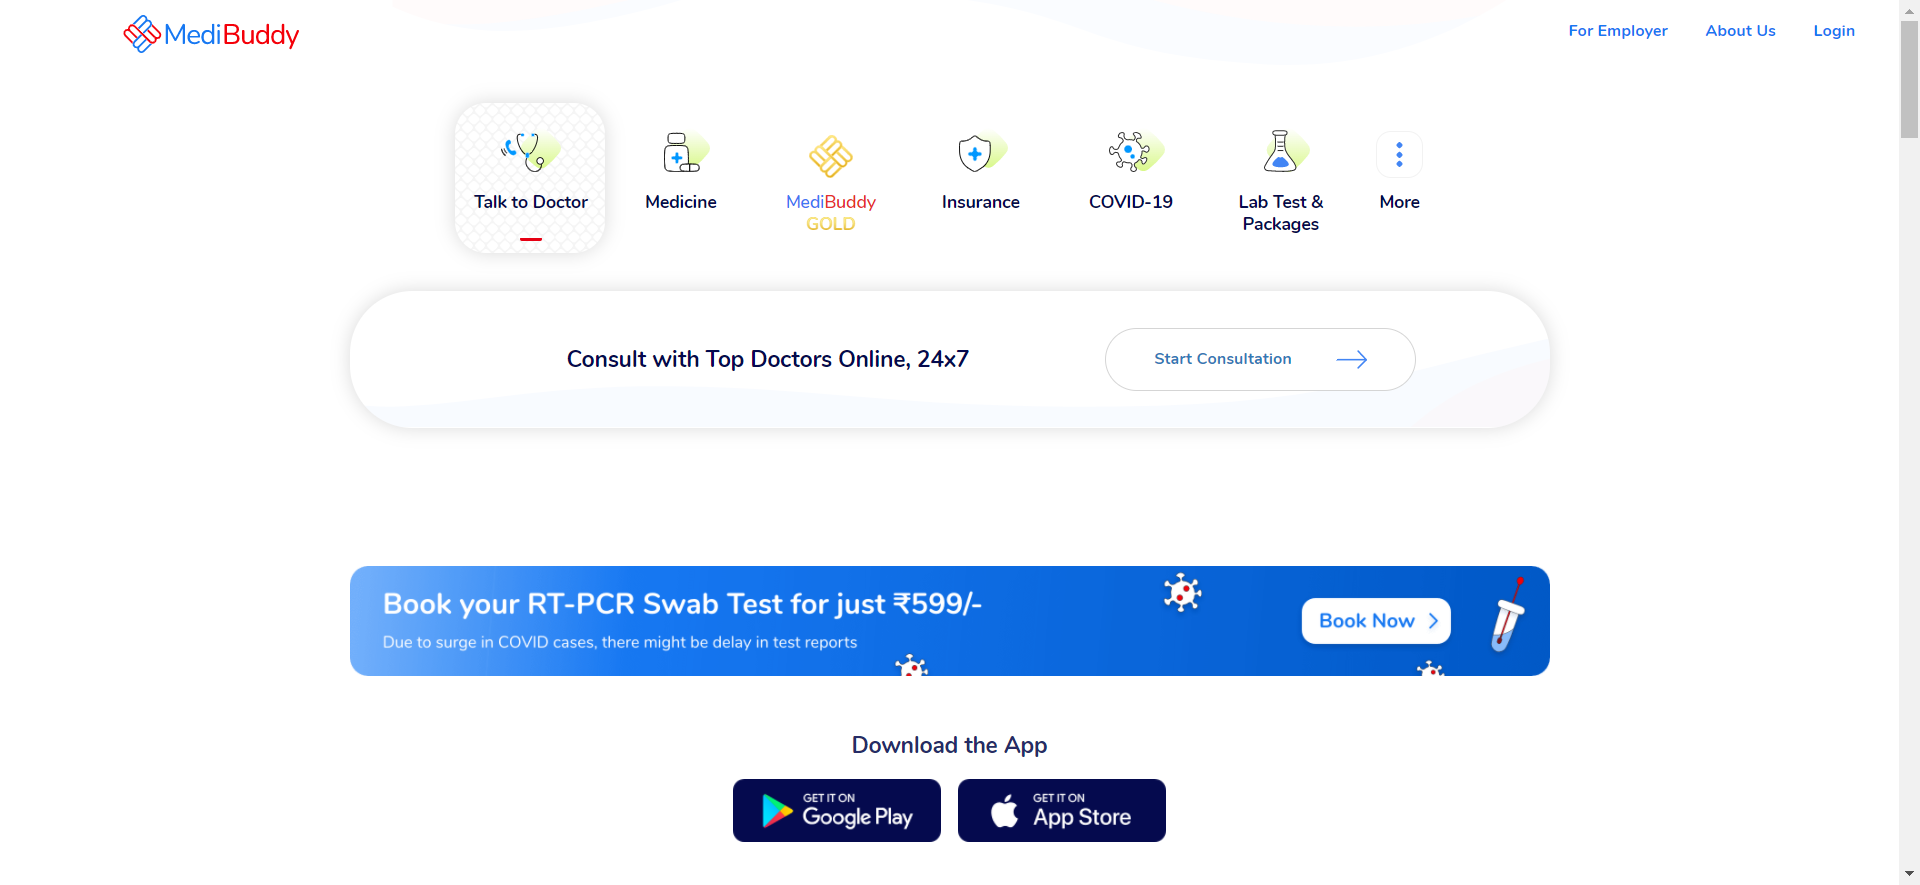 MediBuddy
For Employer
About Us
Login
Talk to Doctor
Medicine
MediBuddy
GOLD
Insurance
COVID-19
Lab Test &
Packages
More
Consult with Top Doctors Online, 24x7
Start Consultation
Book your RT-PCR Swab Test for just ₹599/-
Due to surge in COVID cases, there might be delay in test reports
Book Now
Download the App
GET IT ON
Google Play
GET IT ON
App Store